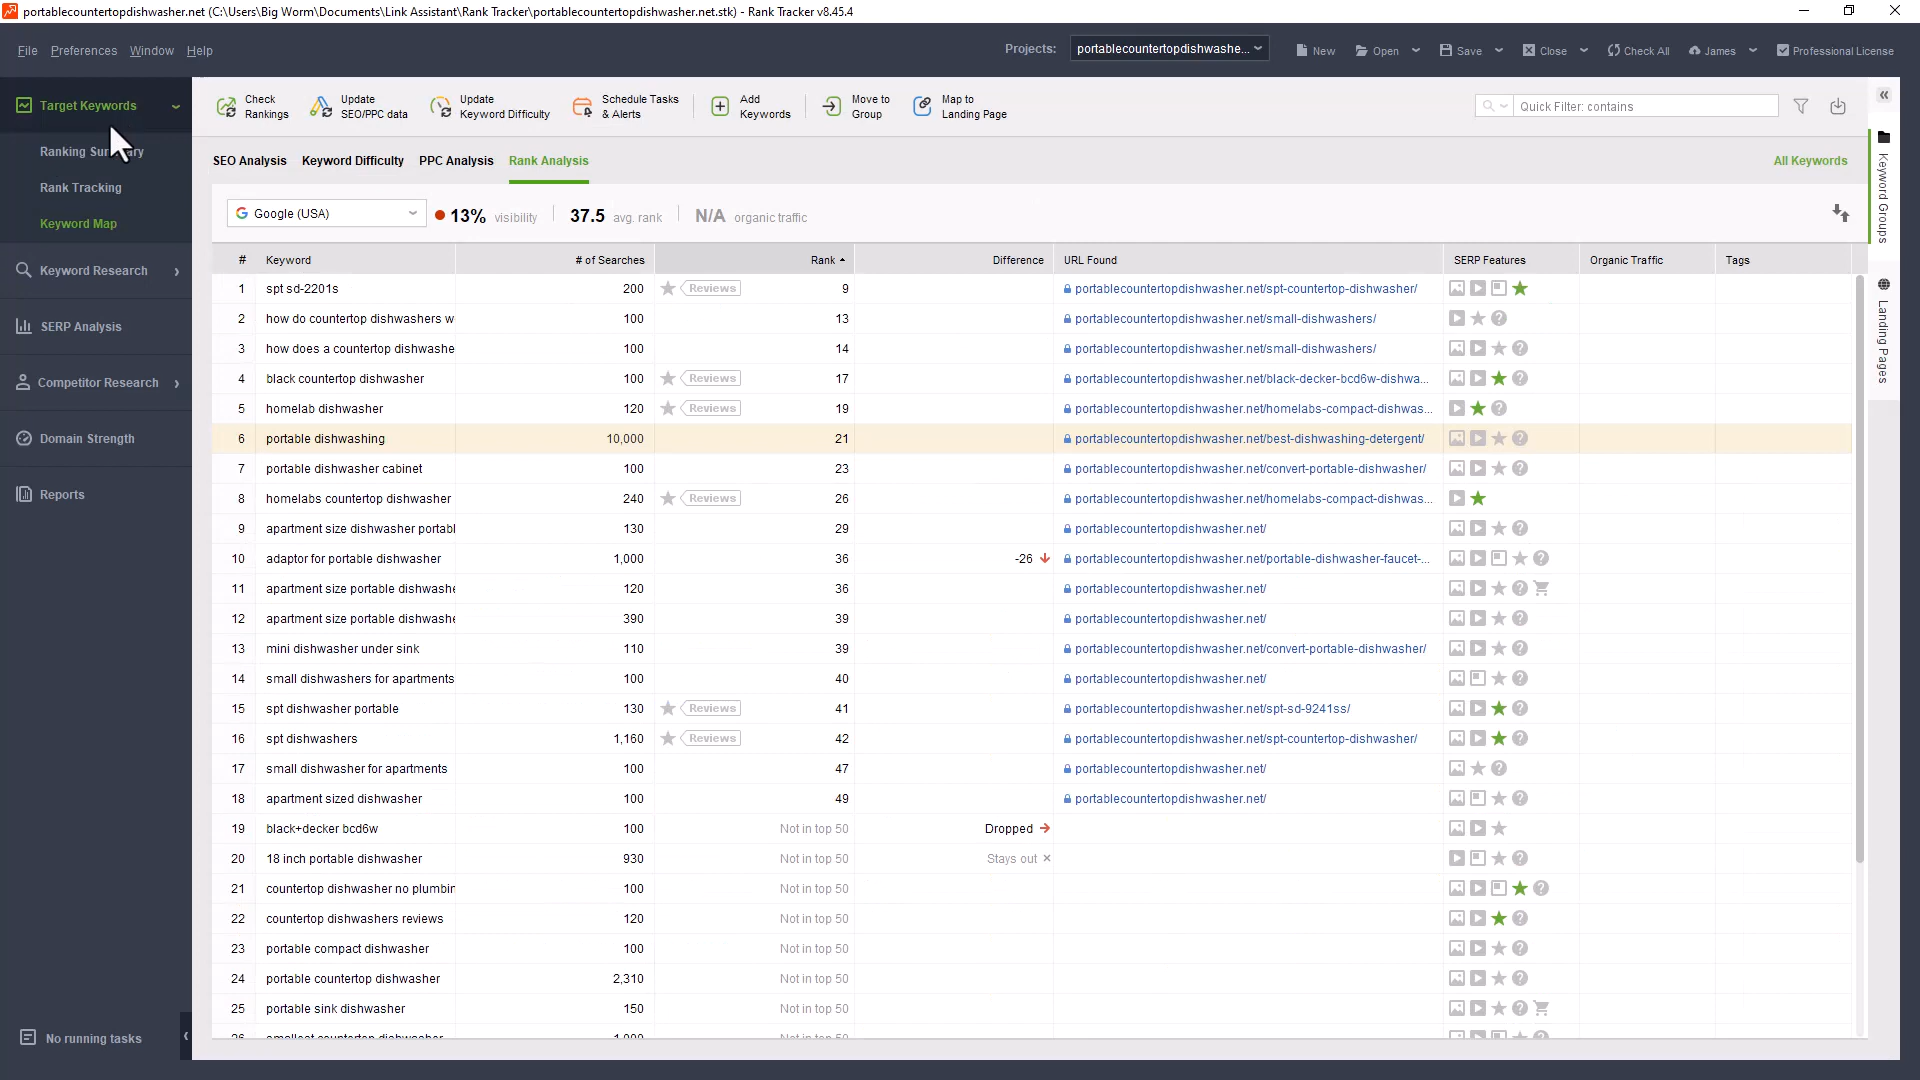 portablecountertopdishwasher.net (C:\Users\Big Worm\Documents\Link Assistant\Rank Tracker\portablecountertopdishwasher.net.stk) - Rank Tracker v8.45.4
File Preferences Window Help Projects: portablecountertopdishwashe... New Open Save Close Check All James Professional License
Target Keywords
Ranking Summary
Rank Tracking
Keyword Map
Keyword Research
SERP Analysis
Competitor Research
Domain Strength
Reports
No running tasks
Check Rankings
Update SEO/PPC data
Update Keyword Difficulty
Schedule Tasks & Alerts
Add Keywords
Move to Group
Map to Landing Page
Quick Filter: contains
SEO Analysis Keyword Difficulty PPC Analysis Rank Analysis All Keywords
Google (USA) 13% visibility 37.5 avg. rank N/A organic traffic
# Keyword # of Searches Rank Difference URL Found SERP Features Organic Traffic Tags
1 spt sd-2201s 200 Reviews 9 portablecountertopdishwasher.net/spt-countertop-dishwasher/
2 how do countertop dishwashers w 100 13 portablecountertopdishwasher.net/small-dishwashers/
3 how does a countertop dishwashe 100 14 portablecountertopdishwasher.net/small-dishwashers/
4 black countertop dishwasher 100 Reviews 17 portablecountertopdishwasher.net/black-decker-bcd6w-dishwa...
5 homelab dishwasher 120 Reviews 19 portablecountertopdishwasher.net/homelabs-compact-dishwas...
6 portable dishwashing 10,000 21 portablecountertopdishwasher.net/best-dishwashing-detergent/
7 portable dishwasher cabinet 100 23 portablecountertopdishwasher.net/convert-portable-dishwasher/
8 homelabs countertop dishwasher 240 Reviews 26 portablecountertopdishwasher.net/homelabs-compact-dishwas...
9 apartment size dishwasher portabl 130 29 portablecountertopdishwasher.net/
10 adaptor for portable dishwasher 1,000 36 -26 portablecountertopdishwasher.net/portable-dishwasher-faucet-...
11 apartment size portable dishwashe 120 36 portablecountertopdishwasher.net/
12 apartment size portable dishwashe 390 39 portablecountertopdishwasher.net/
13 mini dishwasher under sink 110 39 portablecountertopdishwasher.net/convert-portable-dishwasher/
14 small dishwashers for apartments 100 40 portablecountertopdishwasher.net/
15 spt dishwasher portable 130 Reviews 41 portablecountertopdishwasher.net/spt-sd-9241ss/
16 spt dishwashers 1,160 Reviews 42 portablecountertopdishwasher.net/spt-countertop-dishwasher/
17 small dishwasher for apartments 100 47 portablecountertopdishwasher.net/
18 apartment sized dishwasher 100 49 portablecountertopdishwasher.net/
19 black+decker bcd6w 100 Not in top 50 Dropped
20 18 inch portable dishwasher 930 Not in top 50 Stays out
21 countertop dishwasher no plumbin 100 Not in top 50
22 countertop dishwashers reviews 120 Not in top 50
23 portable compact dishwasher 100 Not in top 50
24 portable countertop dishwasher 2,310 Not in top 50
25 portable sink dishwasher 150 Not in top 50
Keyword Groups
Landing Pages